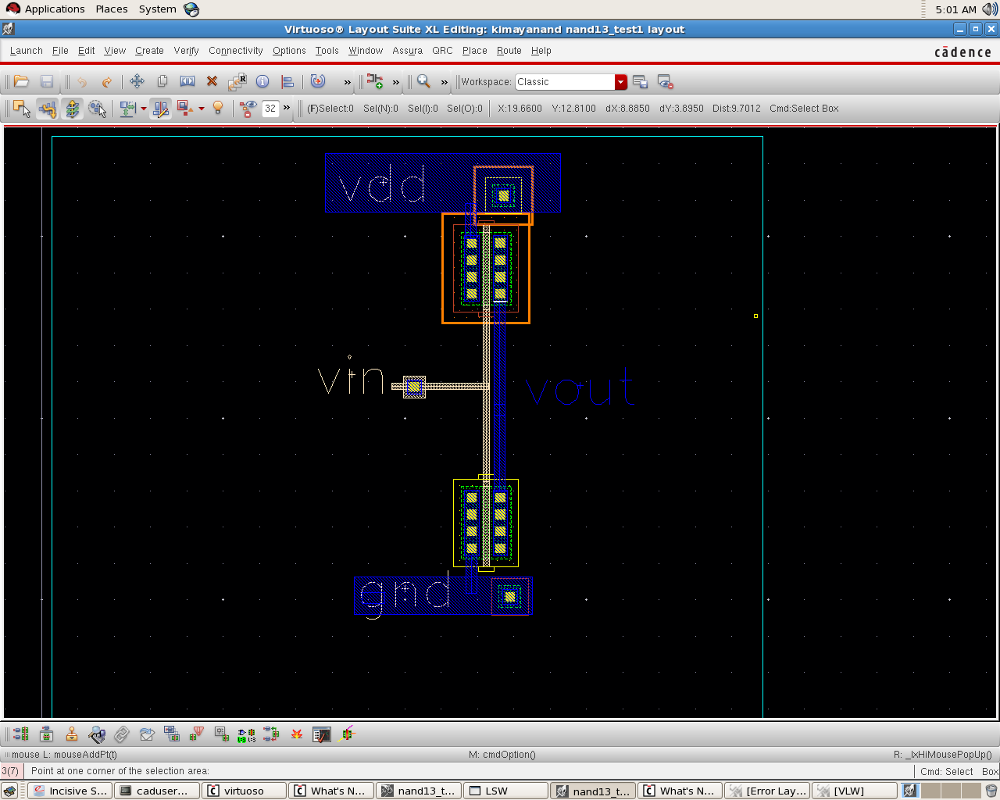 Applications Places System 5:01 AM
Virtuoso® Layout Suite XL Editing: kimayanand nand13_test1 layout
Launch File Edit View Create Verify Connectivity Options Tools Window Assura QRC Place Route Help cādence
» » » Workspace: Classic
32 » (F)Select:0 Sel(N):0 Sel(I):0 Sel(O):0 X:19.6600 Y:12.8100 dX:8.8850 dY:3.8950 Dist:9.7012 Cmd:Select Box
vdd
vin vout
gnd
mouse L: mouseAddPt(t) M: cmdOption() R: _lxHiMousePopUp()
3(7) Point at one corner of the selection area: Cmd: Select Box
Incisive S... caduser... virtuoso What's N... nand13_t... LSW nand13_t... What's N... [Error Lay... [VLW]